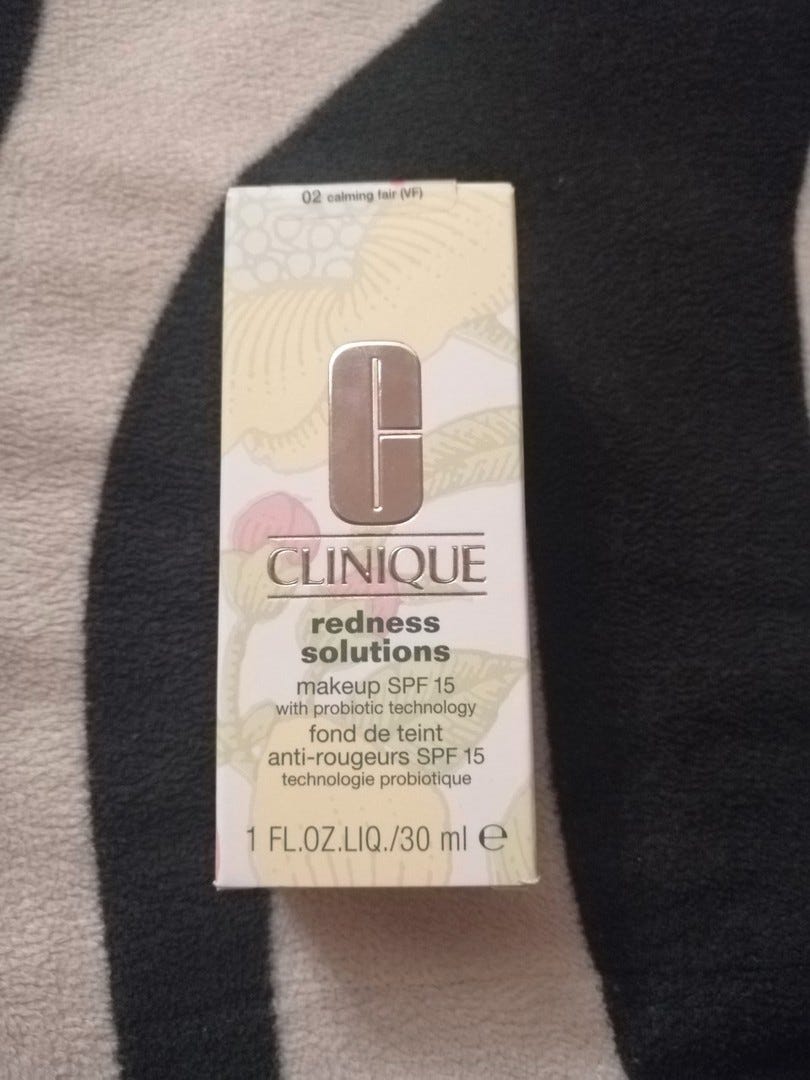 02 calming fair (VF)
CLINIQUE
redness
solutions
makeup SPF 15
with probiotic technology
fond de teint
anti-rougeurs SPF 15
technologie probiotique
1 FL.OZ.LIQ./30 ml ℮